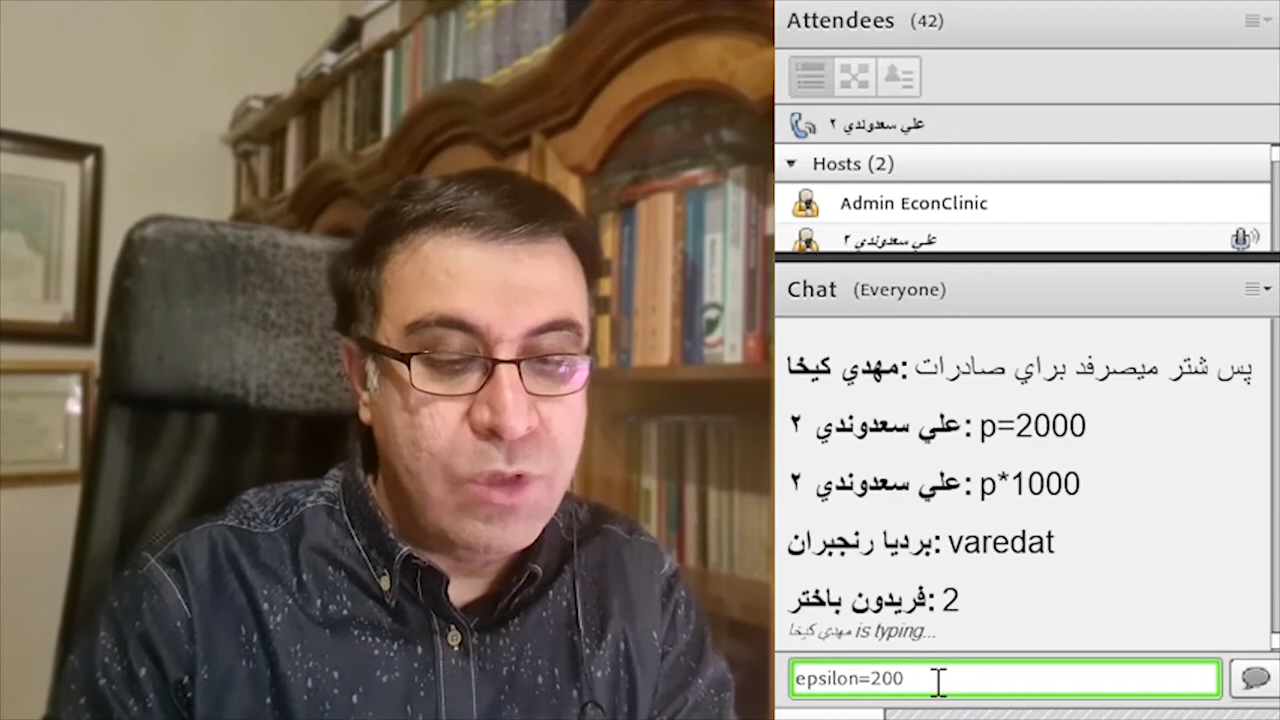 Attendees (42)
علي سعدوندي ۲
Hosts (2)
Admin EconClinic
علي سعدوندي ۲
Chat (Everyone)
مهدي کيخا: پس شتر ميصرفد براي صادرات
علي سعدوندي ۲: p=2000
علي سعدوندي ۲: p*1000
برديا رنجبران: varedat
فريدون باختر: 2
مهدي کيخا is typing...
epsilon=200